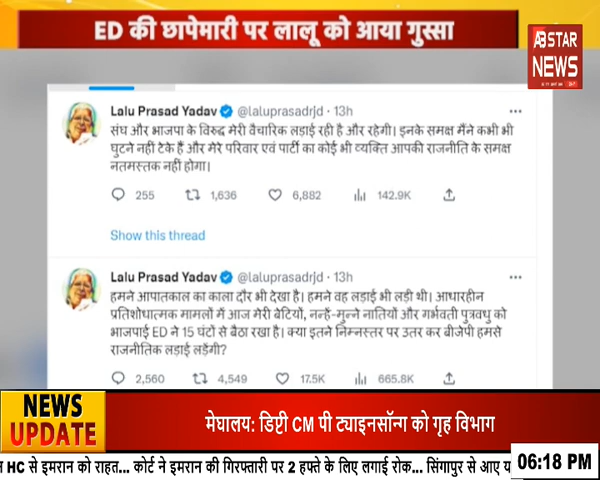 ED की छापेमारी पर लालू को आया गुस्सा
AB STAR
NEWS
Lalu Prasad Yadav @laluprasadrjd · 13h
संघ और भाजपा के विरुद्ध मेरी वैचारिक लड़ाई रही है और रहेगी। इनके समक्ष मैंने कभी भी
घुटने नहीं टेके हैं और मेरे परिवार एवं पार्टी का कोई भी व्यक्ति आपकी राजनीति के समक्ष
नतमस्तक नहीं होगा।
255 1,636 6,882 142.9K
Show this thread
Lalu Prasad Yadav @laluprasadrjd · 13h
हमने आपातकाल का काला दौर भी देखा है। हमने वह लड़ाई भी लड़ी थी। आधारहीन
प्रतिशोधात्मक मामलों में आज मेरी बेटियों, नन्हें-मुन्ने नातियों और गर्भवती पुत्रवधु को
भाजपाई ED ने 15 घंटों से बैठा रखा है। क्या इतने निम्नस्तर पर उतर कर बीजेपी हमसे
राजनीतिक लड़ाई लड़ेगी?
2,560 4,549 17.5K 665.8K
NEWS
UPDATE
मेघालय: डिप्टी CM पी ट्याइनसॉन्ग को गृह विभाग
HC से इमरान को राहत... कोर्ट ने इमरान की गिरफ्तारी पर 2 हफ्ते के लिए लगाई रोक... सिंगापुर से आए
06:18 PM